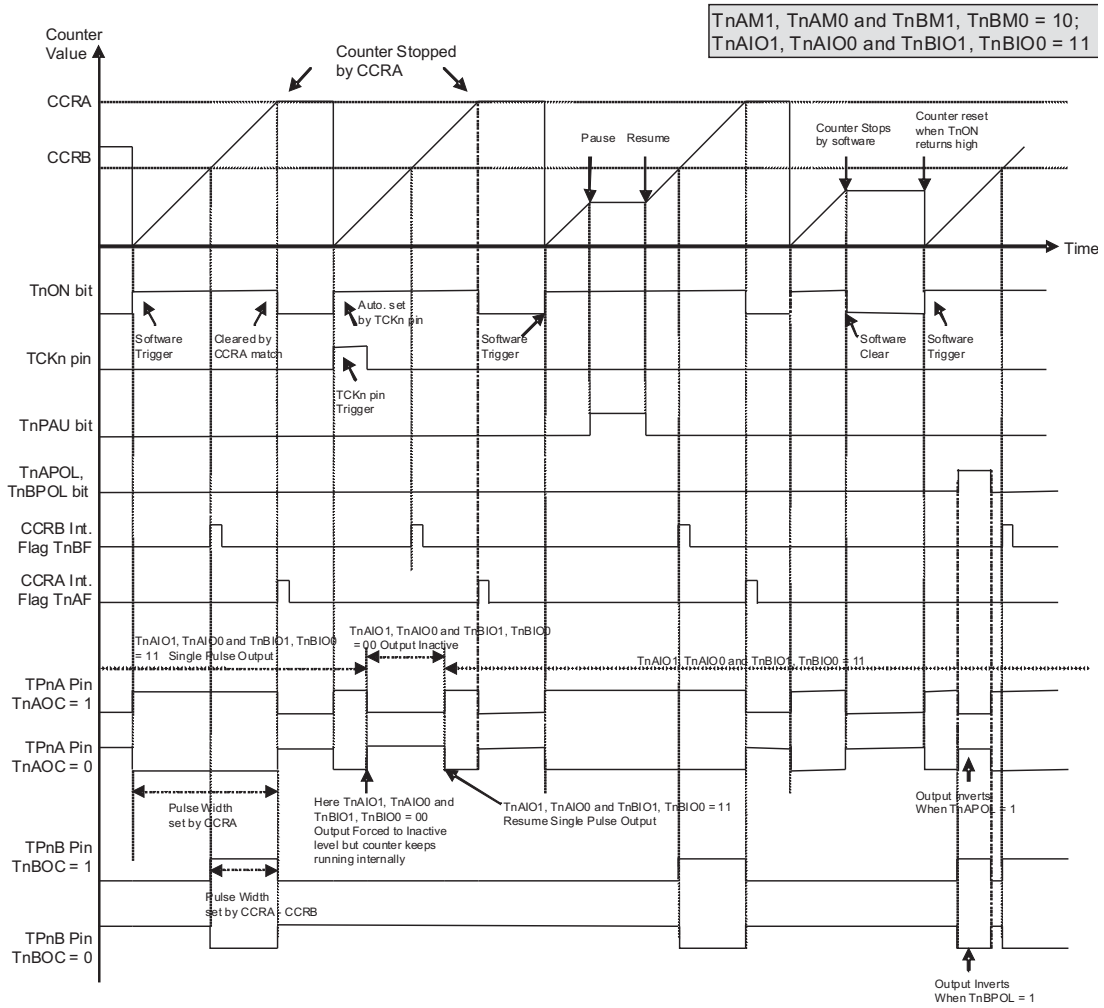 TnAM1, TnAM0 and TnBM1, TnBM0 = 10;
TnAIO1, TnAIO0 and TnBIO1, TnBIO0 = 11
Counter
Value
Counter Stopped
by CCRA
CCRA
CCRB
Pause
Resume
Counter Stops
by software
Counter reset
when TnON
returns high
Time
TnON bit
Software
Trigger
Cleared by
CCRA match
Auto. set
by TCKn pin
Software
Trigger
Software
Clear
Software
Trigger
TCKn pin
TCKn pin
Trigger
TnPAU bit
TnAPOL,
TnBPOL bit
CCRB Int.
Flag TnBF
CCRA Int.
Flag TnAF
TnAIO1, TnAIO0 and TnBIO1, TnBIO0
= 11 Single Pulse Output
TnAIO1, TnAIO0 and TnBIO1, TnBIO0
= 00 Output Inactive
TnAIO1, TnAIO0 and TnBIO1, TnBIO0 = 11
TPnA Pin
TnAOC = 1
TPnA Pin
TnAOC = 0
Pulse Width
set by CCRA
Here TnAIO1, TnAIO0 and
TnBIO1, TnBIO0 = 00
Output Forced to Inactive
level but counter keeps
running internally
TnAIO1, TnAIO0 and TnBIO1, TnBIO0 = 11
Resume Single Pulse Output
Output Inverts
When TnAPOL = 1
TPnB Pin
TnBOC = 1
Pulse Width
set by CCRA - CCRB
TPnB Pin
TnBOC = 0
Output Inverts
When TnBPOL = 1